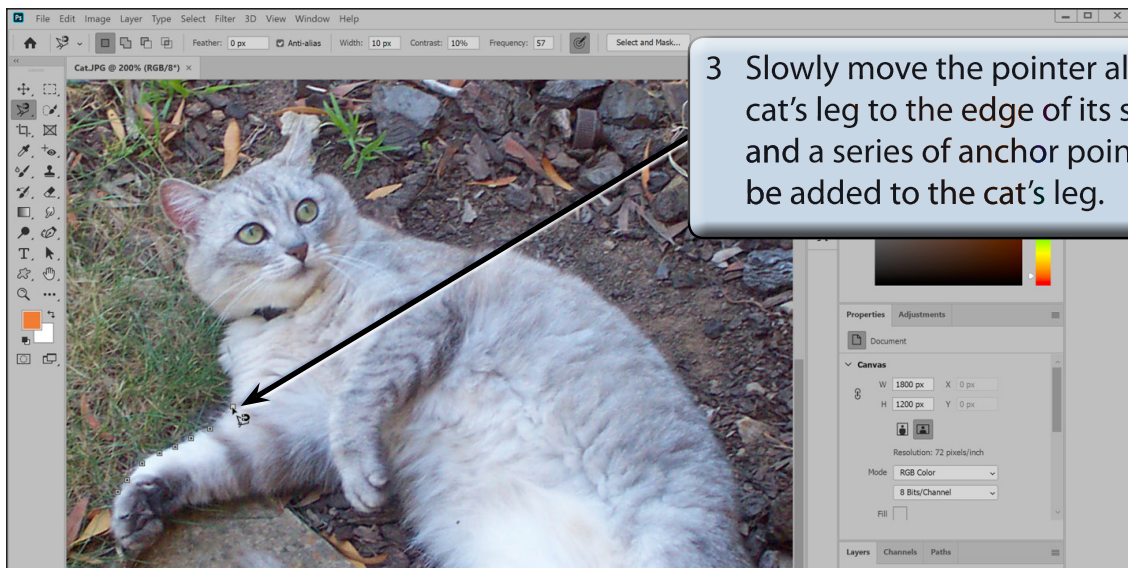 Ps File Edit Image Layer Type Select Filter 3D View Window Help
Feather: 0 px Anti-alias Width: 10 px Contrast: 10% Frequency: 57 Select and Mask...
Cat.JPG @ 200% (RGB/8*) ×
3 Slowly move the pointer al
cat's leg to the edge of its s
and a series of anchor poin
be added to the cat's leg.
Properties Adjustments
Document
Canvas
W 1800 px X 0 px
H 1200 px Y 0 px
Resolution: 72 pixels/inch
Mode RGB Color
8 Bits/Channel
Fill
Layers Channels Paths